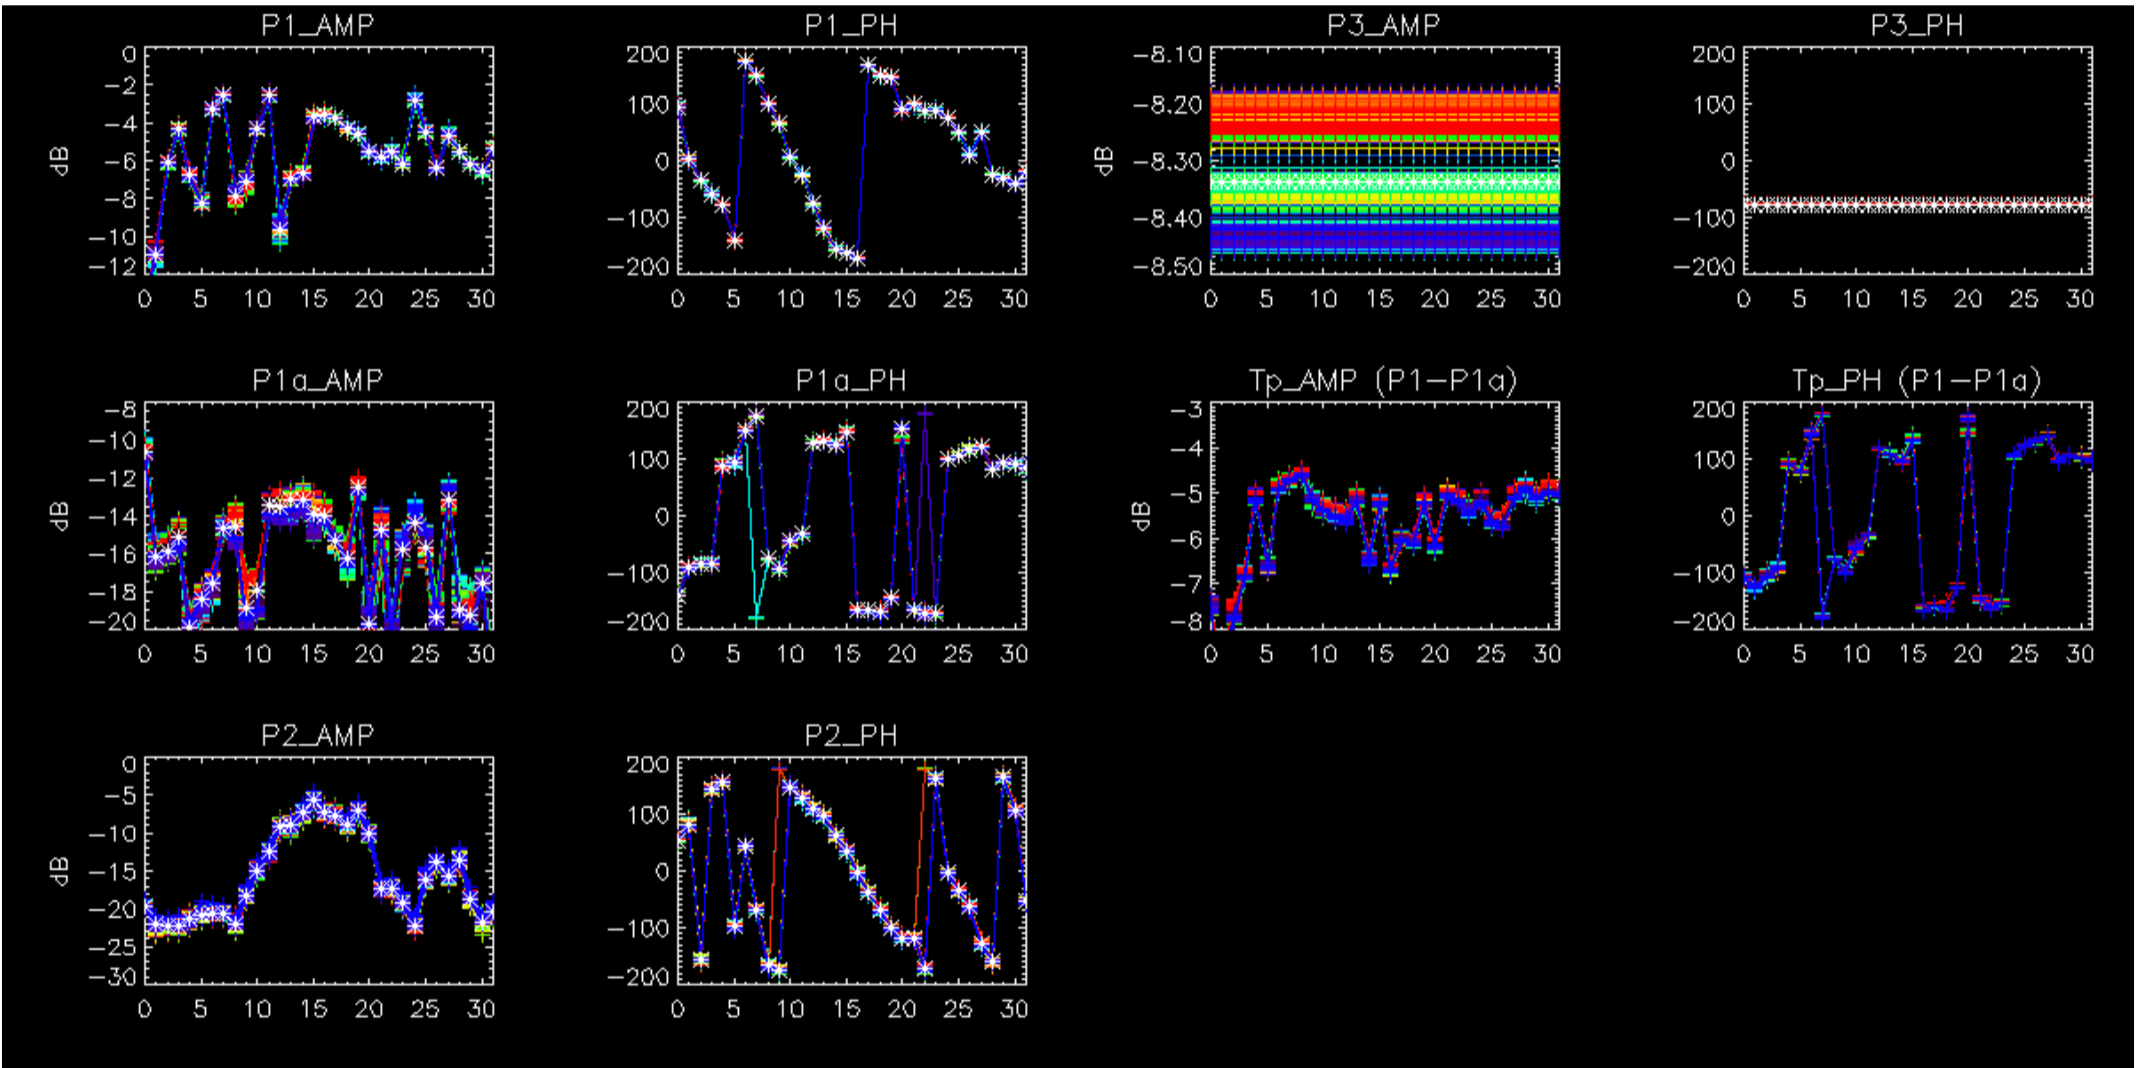 P1_AMP
P1_PH
P3_AMP
P3_PH
0
-2
-4
-6
-8
-10
-12
dB
0 5 10 15 20 25 30
200
100
0
-100
-200
0 5 10 15 20 25 30
-8.10
-8.20
-8.30
-8.40
-8.50
dB
0 5 10 15 20 25 30
200
100
0
-100
-200
0 5 10 15 20 25 30
P1a_AMP
P1a_PH
Tp_AMP (P1-P1a)
Tp_PH (P1-P1a)
-8
-10
-12
-14
-16
-18
-20
dB
0 5 10 15 20 25 30
200
100
0
-100
-200
0 5 10 15 20 25 30
-3
-4
-5
-6
-7
-8
dB
0 5 10 15 20 25 30
200
100
0
-100
-200
0 5 10 15 20 25 30
P2_AMP
P2_PH
0
-5
-10
-15
-20
-25
-30
dB
0 5 10 15 20 25 30
200
100
0
-100
-200
0 5 10 15 20 25 30